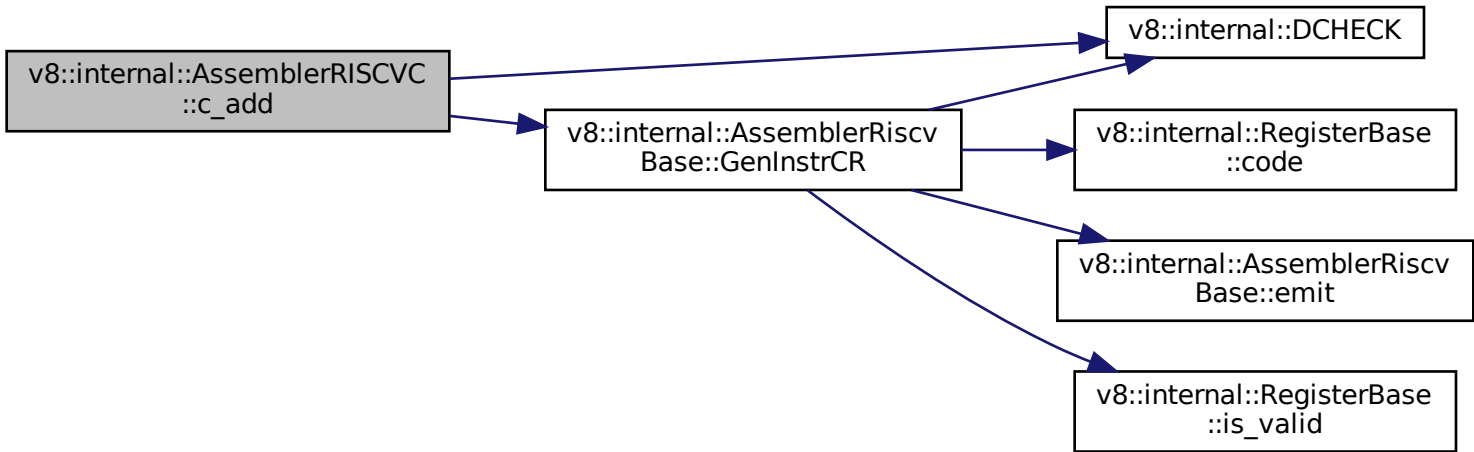 v8::internal::AssemblerRISCVC
::c_add
v8::internal::DCHECK
v8::internal::AssemblerRiscv
Base::GenInstrCR
v8::internal::RegisterBase
::code
v8::internal::AssemblerRiscv
Base::emit
v8::internal::RegisterBase
::is_valid